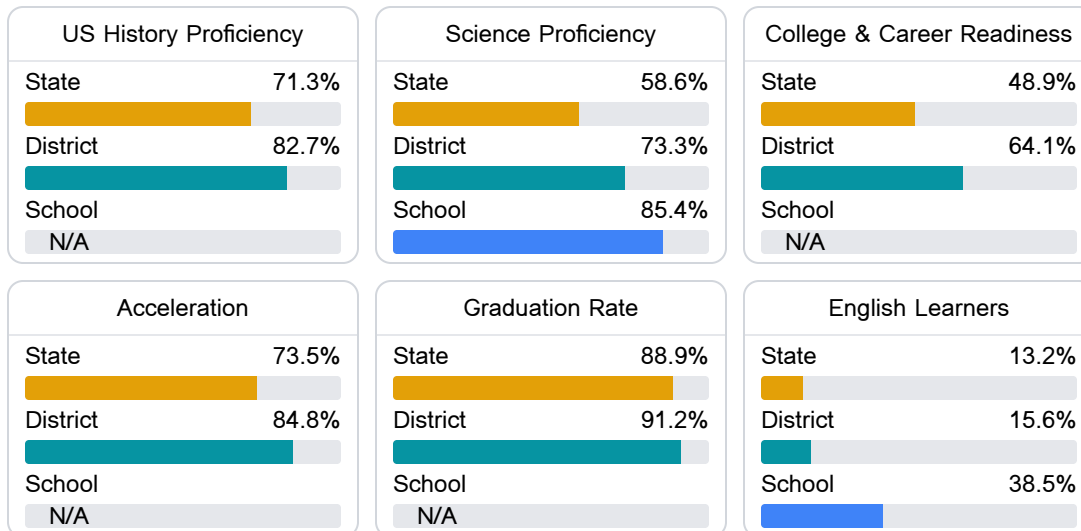 US History Proficiency
State 71.3%
District 82.7%
School
N/A
Science Proficiency
State 58.6%
District 73.3%
School 85.4%
College & Career Readiness
State 48.9%
District 64.1%
School
N/A
Acceleration
State 73.5%
District 84.8%
School
N/A
Graduation Rate
State 88.9%
District 91.2%
School
N/A
English Learners
State 13.2%
District 15.6%
School 38.5%